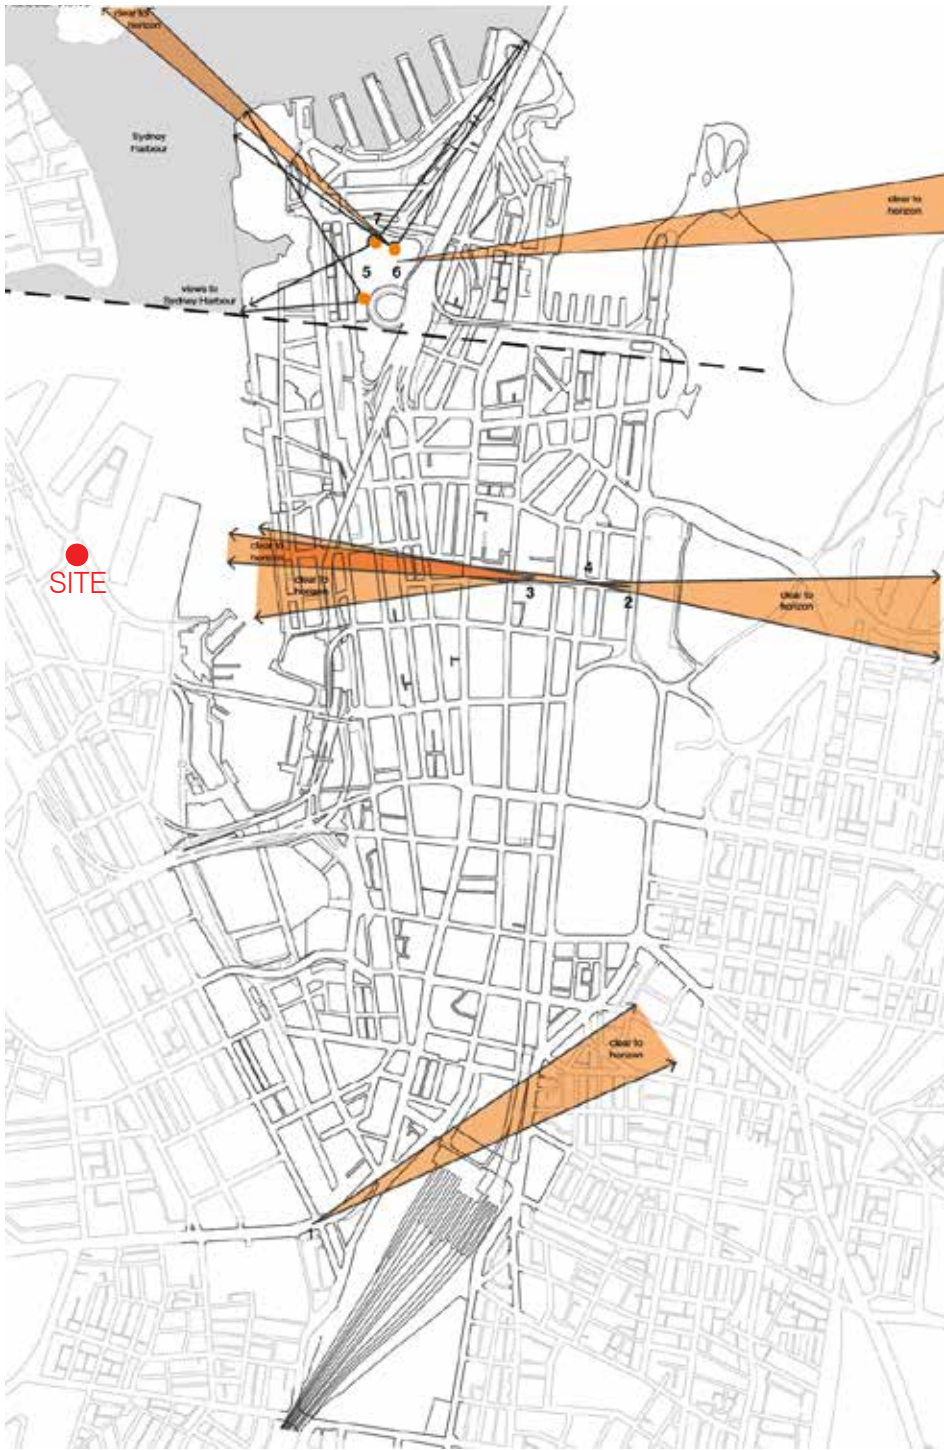 clear to
horizon
Sydney
Harbour
clear to
horizon
7
5
6
views to
Sydney Harbour
clear to
horizon
clear to
horizon
4
3
2
clear to
horizon
SITE
clear to
horizon
1